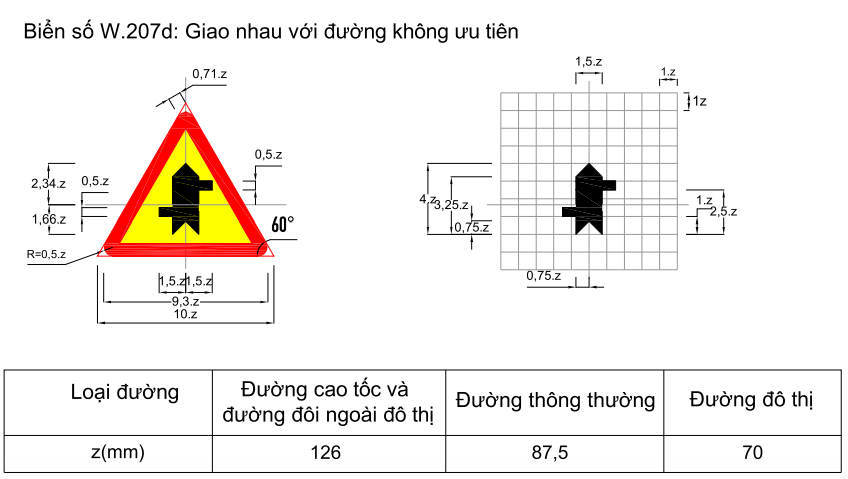 Biển số W.207d: Giao nhau với đường không ưu tiên
0,71.z
0,5.z
2,34.z
0,5.z
1,66.z
60°
R=0,5.z
1,5.z 1,5.z
9,3.z
10.z
1,5.z
1.z
1z
4.z
3,25.z
0,75.z
1.z
2,5.z
0,75.z
Loại đường
Đường cao tốc và
đường đôi ngoài đô thị
Đường thông thường
Đường đô thị
z(mm)
126
87,5
70